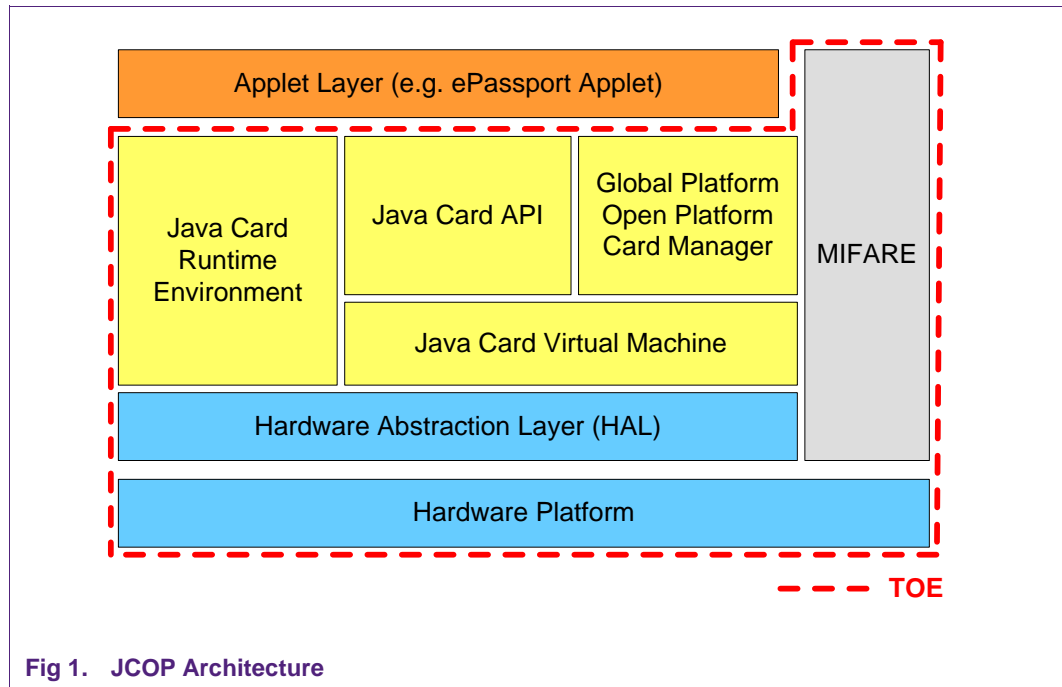 Applet Layer (e.g. ePassport Applet)
Java Card
Runtime
Environment
Java Card API
Global Platform
Open Platform
Card Manager
MIFARE
Java Card Virtual Machine
Hardware Abstraction Layer (HAL)
Hardware Platform
TOE
Fig 1. JCOP Architecture